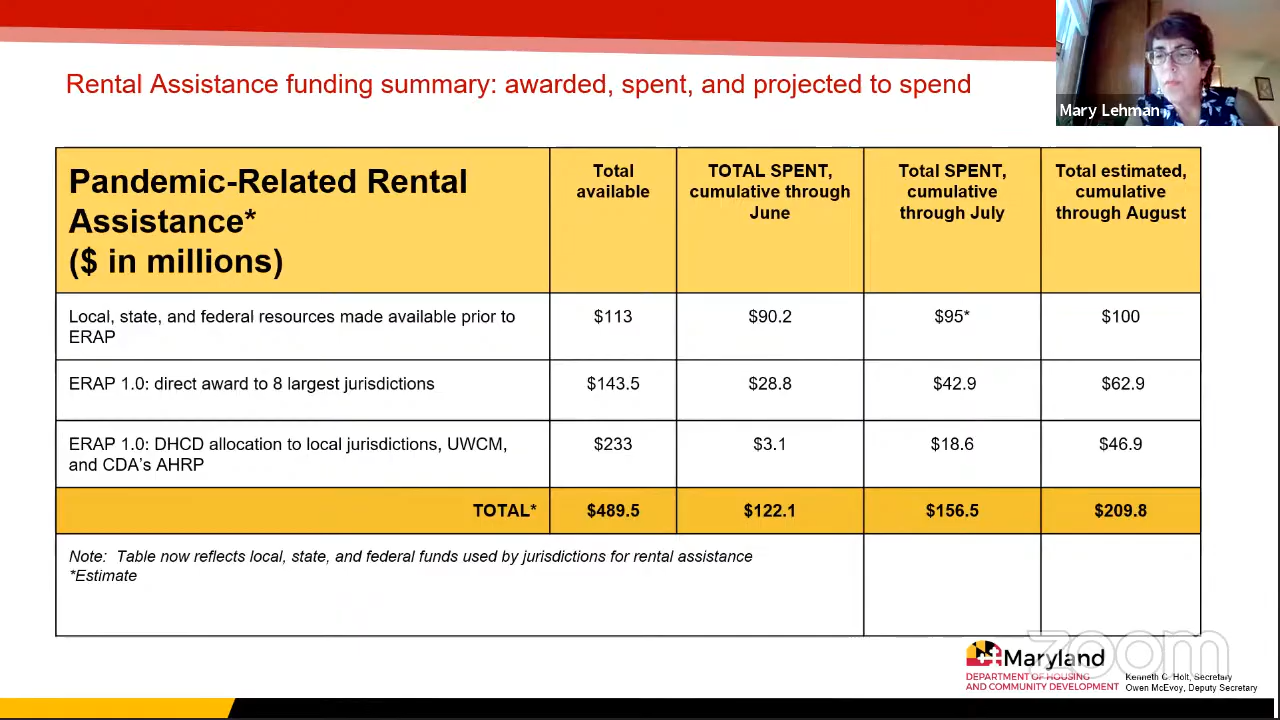 Rental Assistance funding summary: awarded, spent, and projected to spend
Mary Lehman
Pandemic-Related Rental
Assistance*
($ in millions)
Total
available
TOTAL SPENT,
cumulative through
June
Total SPENT,
cumulative
through July
Total estimated,
cumulative
through August
Local, state, and federal resources made available prior to
ERAP
$113
$90.2
$95*
$100
ERAP 1.0: direct award to 8 largest jurisdictions
$143.5
$28.8
$42.9
$62.9
ERAP 1.0: DHCD allocation to local jurisdictions, UWCM,
and CDA's AHRP
$233
$3.1
$18.6
$46.9
TOTAL*
$489.5
$122.1
$156.5
$209.8
Note: Table now reflects local, state, and federal funds used by jurisdictions for rental assistance
*Estimate
zoom
Maryland
DEPARTMENT OF HOUSING
AND COMMUNITY DEVELOPMENT
Kenneth C. Holt, Secretary
Owen McEvoy, Deputy Secretary